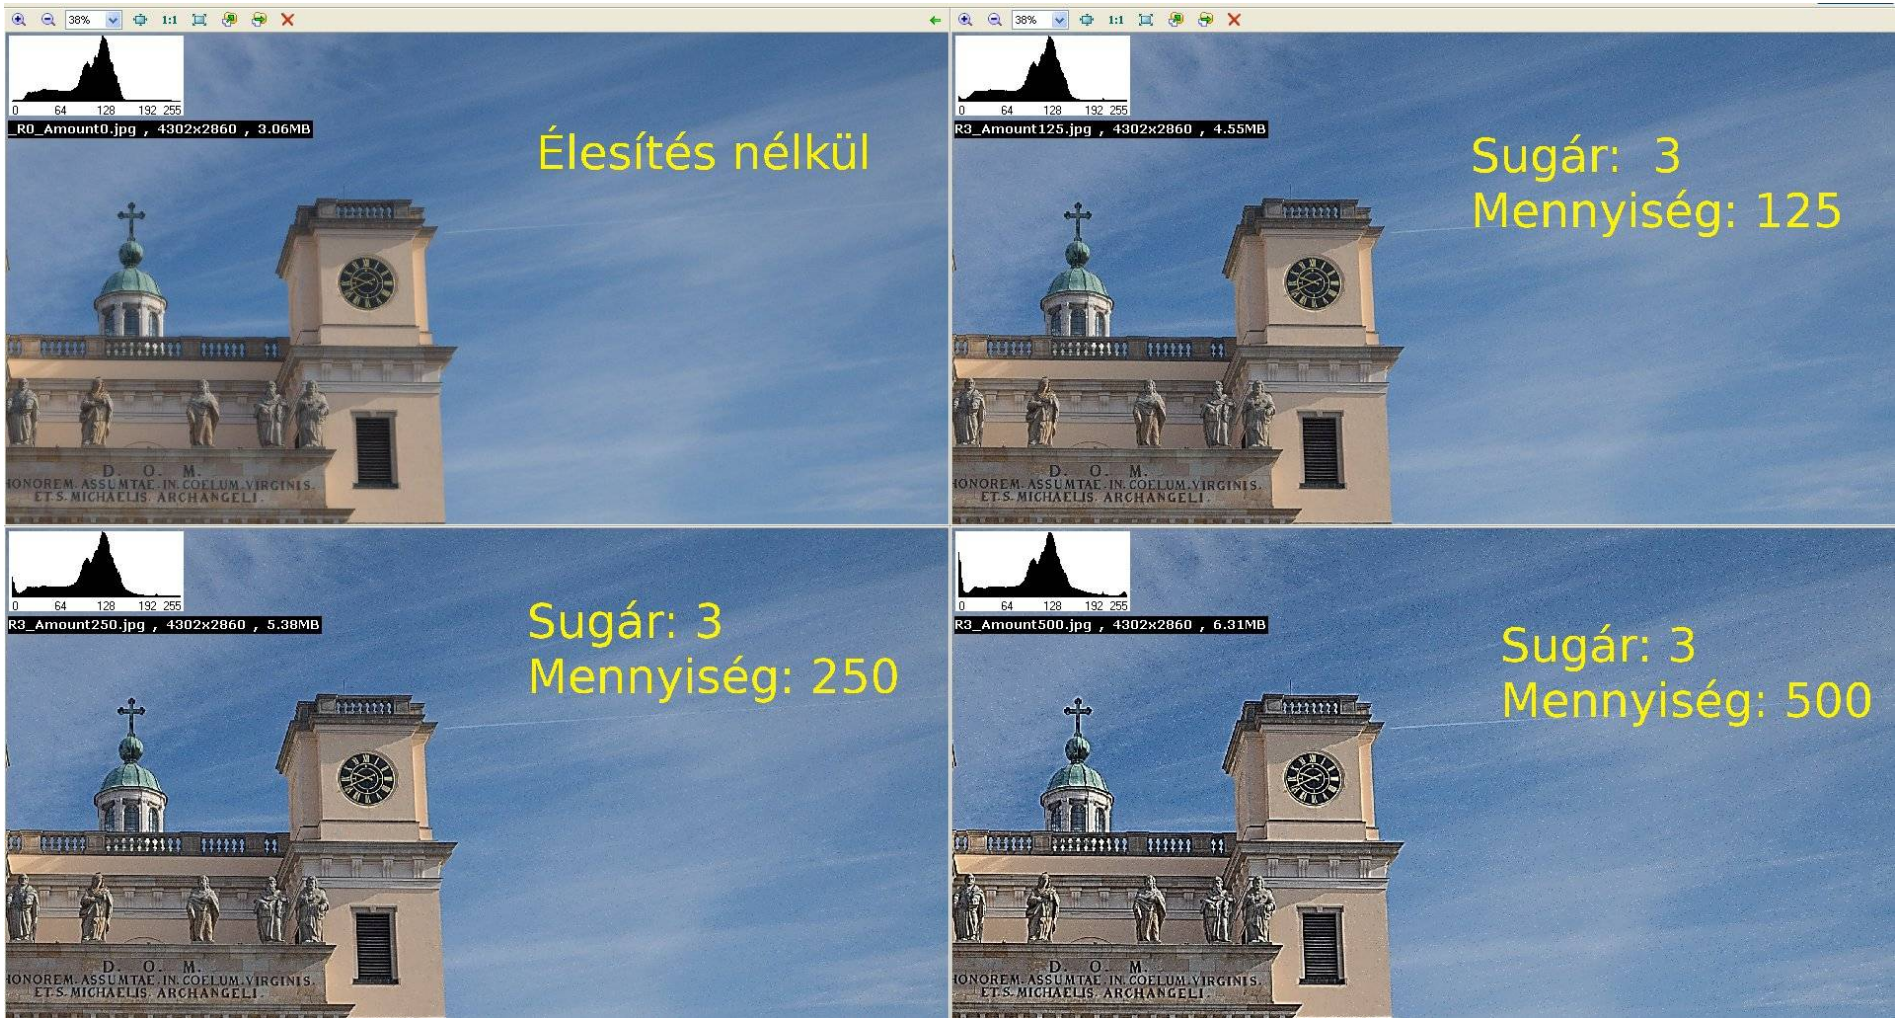 38%
1:1
38%
1:1
0 64 128 192 255
_R0_Amount0.jpg , 4302x2860 , 3.06MB
Élesítés nélkül
D. O. M.
HONOREM. ASSUMTAE. IN. COELUM. VIRGINIS.
ET. S. MICHAELIS. ARCHANGELI.
0 64 128 192 255
R3_Amount125.jpg , 4302x2860 , 4.55MB
Sugár: 3
Mennyiség: 125
D. O. M.
HONOREM. ASSUMTAE. IN. COELUM. VIRGINIS.
ET. S. MICHAELIS. ARCHANGELI.
0 64 128 192 255
R3_Amount250.jpg , 4302x2860 , 5.38MB
Sugár: 3
Mennyiség: 250
D. O. M.
HONOREM. ASSUMTAE. IN. COELUM. VIRGINIS.
ET. S. MICHAELIS. ARCHANGELI.
0 64 128 192 255
R3_Amount500.jpg , 4302x2860 , 6.31MB
Sugár: 3
Mennyiség: 500
D. O. M.
HONOREM. ASSUMTAE. IN. COELUM. VIRGINIS.
ET. S. MICHAELIS. ARCHANGELI.